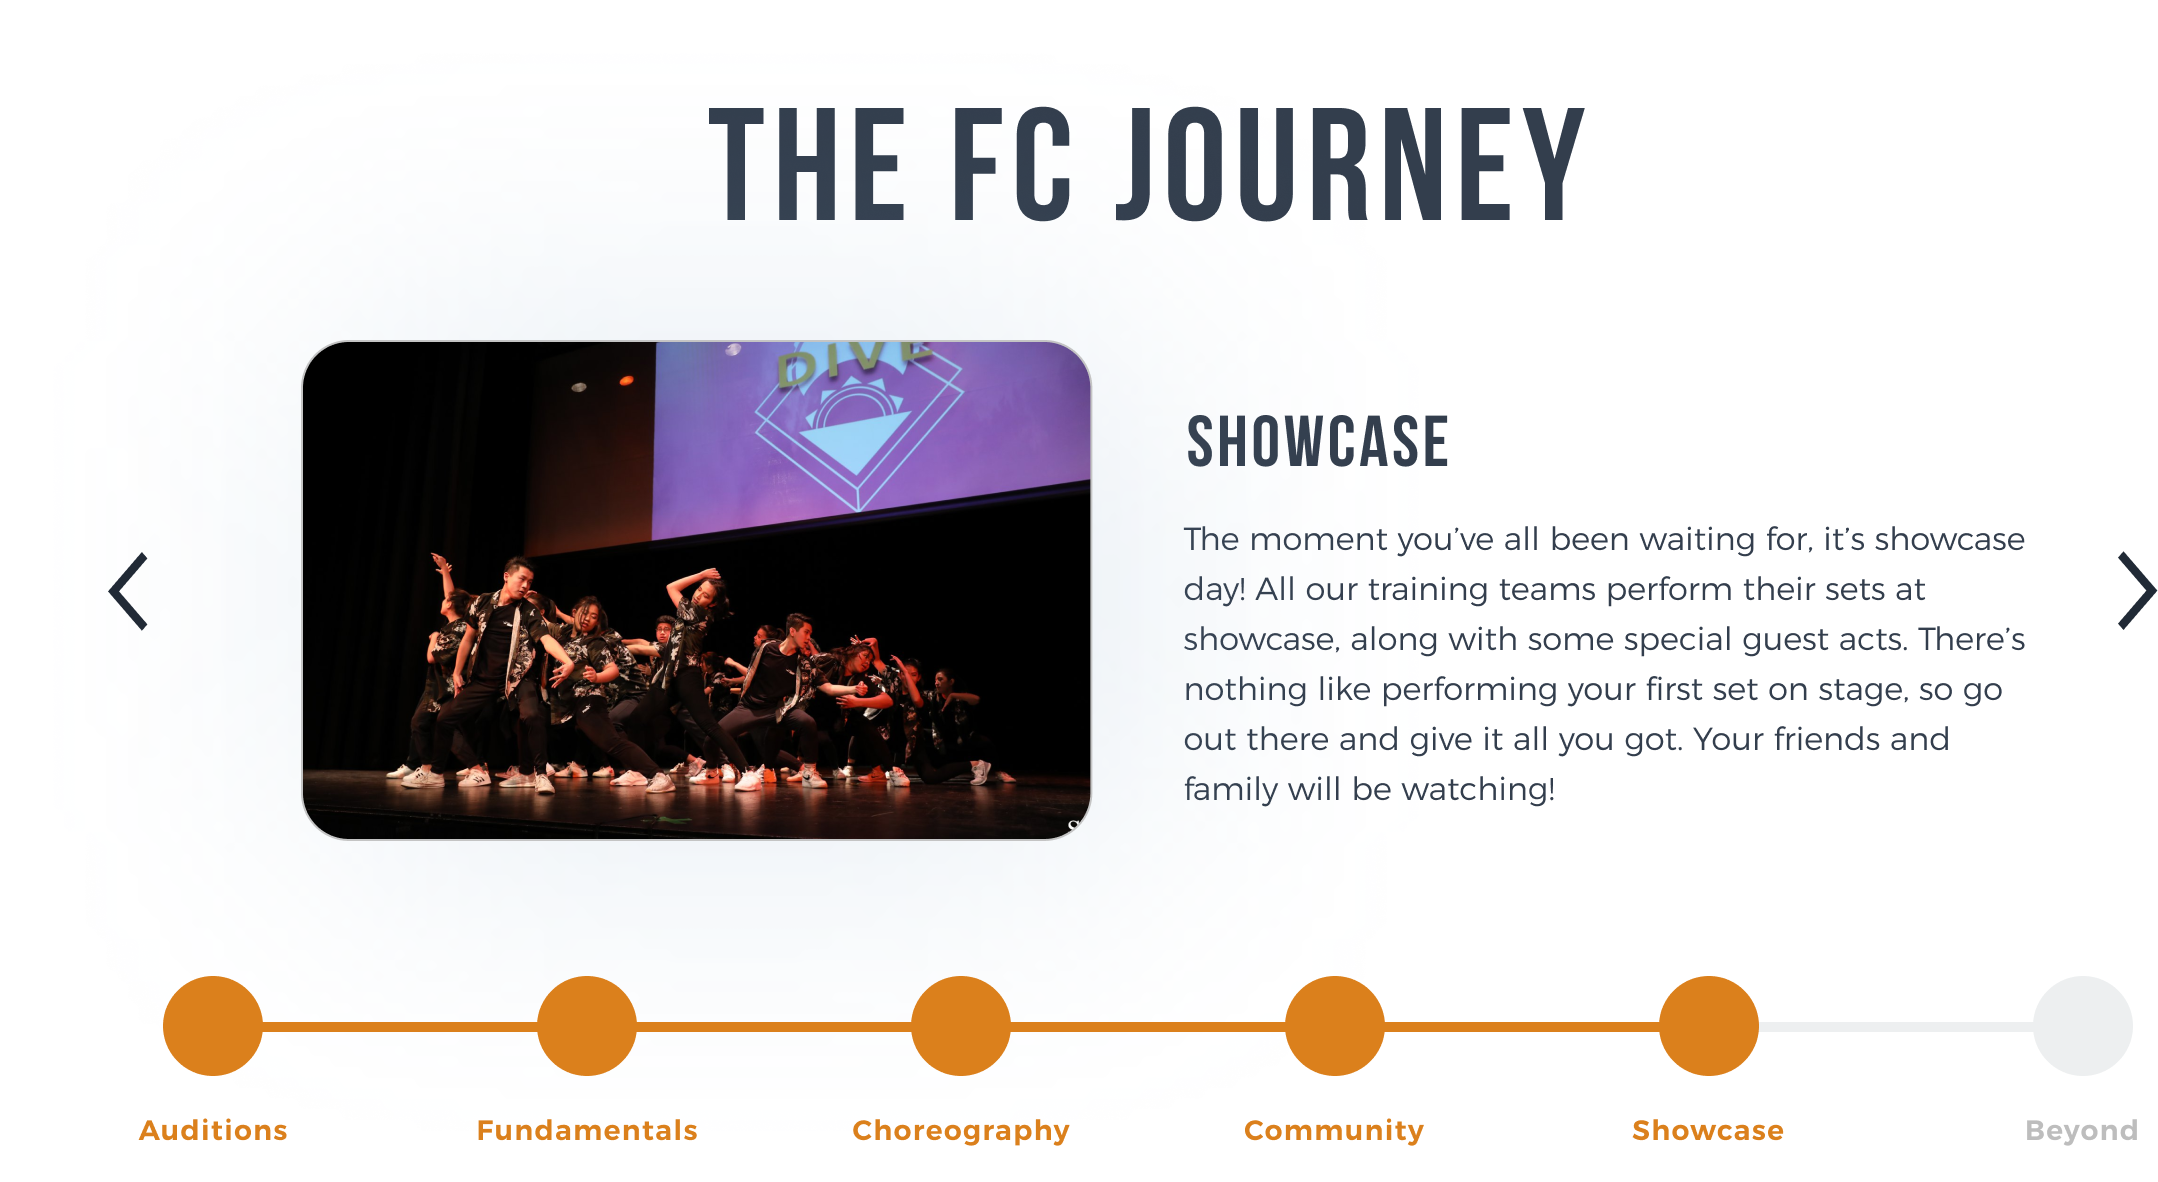 THE FC JOURNEY
DIVE
SHOWCASE
The moment you’ve all been waiting for, it’s showcase
day! All our training teams perform their sets at
showcase, along with some special guest acts. There’s
nothing like performing your first set on stage, so go
out there and give it all you got. Your friends and
family will be watching!
Auditions
Fundamentals
Choreography
Community
Showcase
Beyond